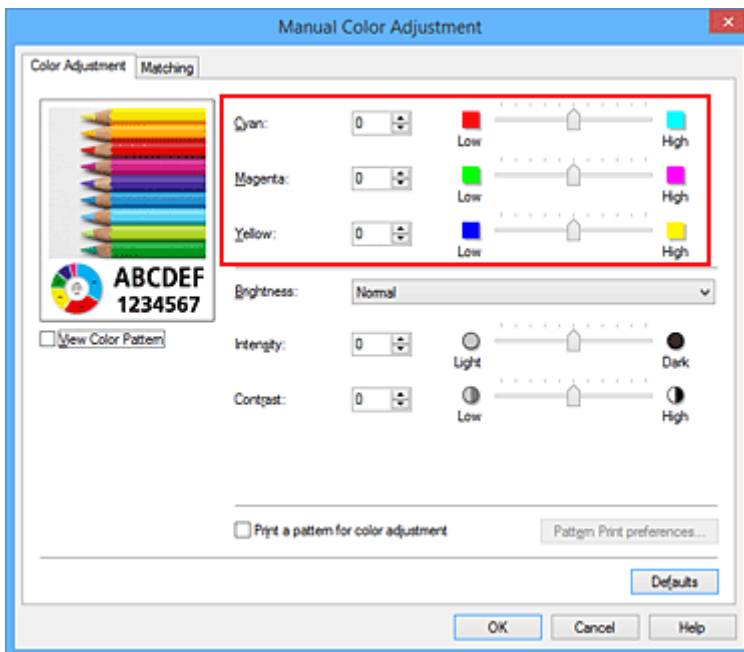 Manual Color Adjustment
Color Adjustment Matching
Cyan: 0 Low High
Magenta: 0 Low High
Yellow: 0 Low High
ABCDEF
1234567
Brightness: Normal
View Color Pattern
Intensity: 0 Light Dark
Contrast: 0 Low High
Print a pattern for color adjustment Pattern Print preferences...
Defaults
OK Cancel Help